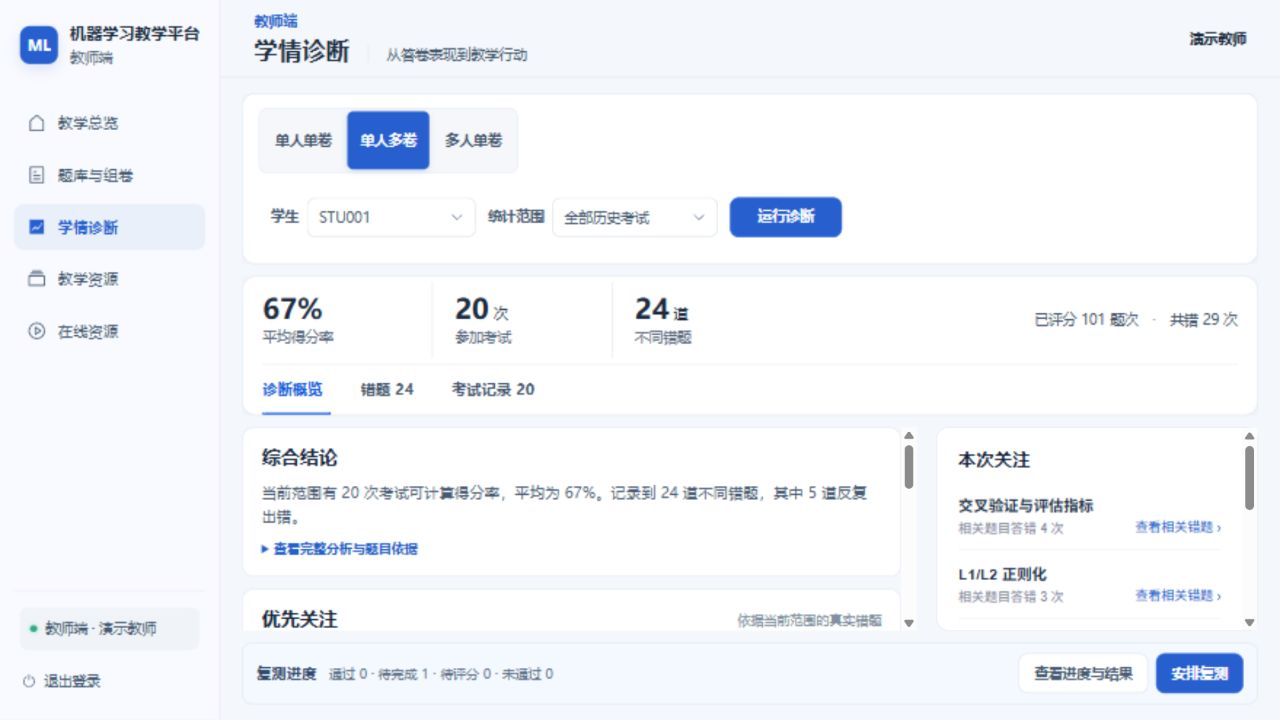 ML
机器学习教学平台
教师端
教学总览
题库与组卷
学情诊断
教学资源
在线资源
教师端 · 演示教师
退出登录
教师端
学情诊断
从答卷表现到教学行动
演示教师
单人单卷
单人多卷
多人单卷
学生 STU001 统计范围 全部历史考试 运行诊断
67%
平均得分率
20 次
参加考试
24 道
不同错题
已评分 101 题次 · 共错 29 次
诊断概览
错题 24
考试记录 20
综合结论
当前范围有 20 次考试可计算得分率，平均为 67%。记录到 24 道不同错题，其中 5 道反复
出错。
查看完整分析与题目依据
优先关注
依据当前范围的真实错题
本次关注
交叉验证与评估指标
相关题目答错 4 次
查看相关错题 ›
L1/L2 正则化
相关题目答错 3 次
查看相关错题 ›
复测进度 通过 0 · 待完成 1 · 待评分 0 · 未通过 0
查看进度与结果
安排复测